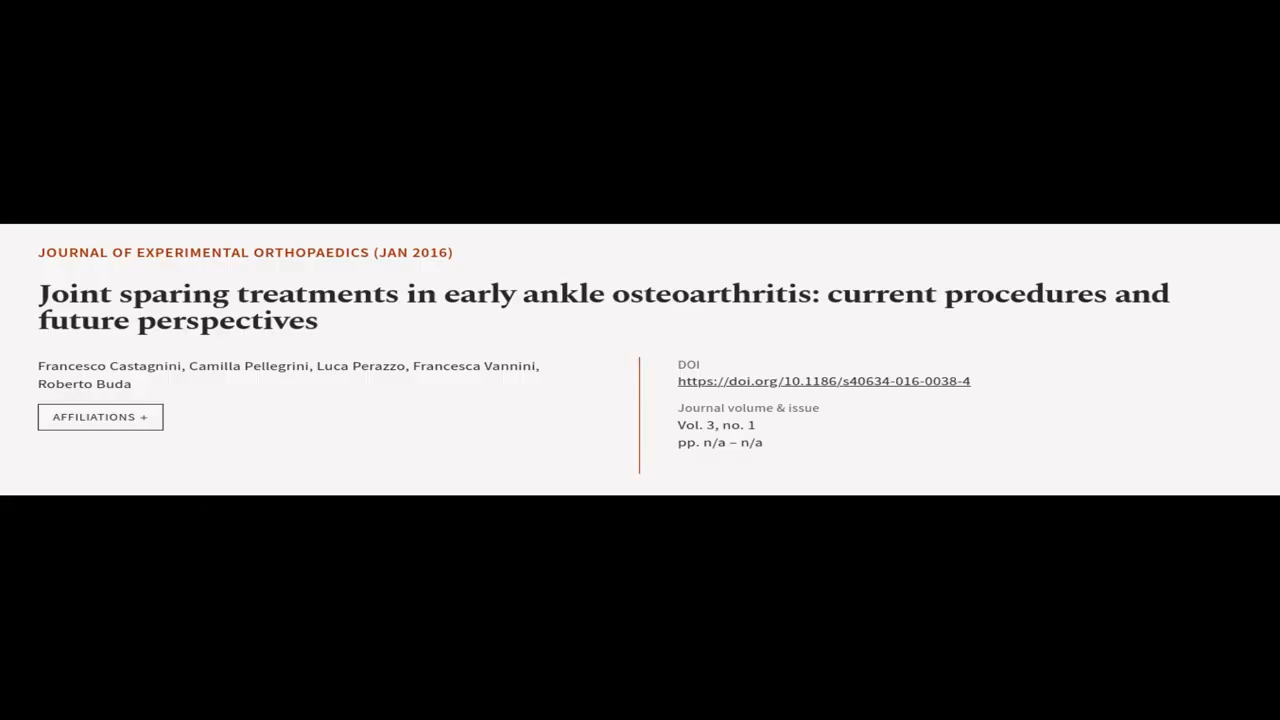 JOURNAL OF EXPERIMENTAL ORTHOPAEDICS (JAN 2016)
Joint sparing treatments in early ankle osteoarthritis: current procedures and
future perspectives
Francesco Castagnini, Camilla Pellegrini, Luca Perazzo, Francesca Vannini,
Roberto Buda
AFFILIATIONS +
DOI
https://doi.org/10.1186/s40634-016-0038-4
Journal volume & issue
Vol. 3, no. 1
pp. n/a – n/a